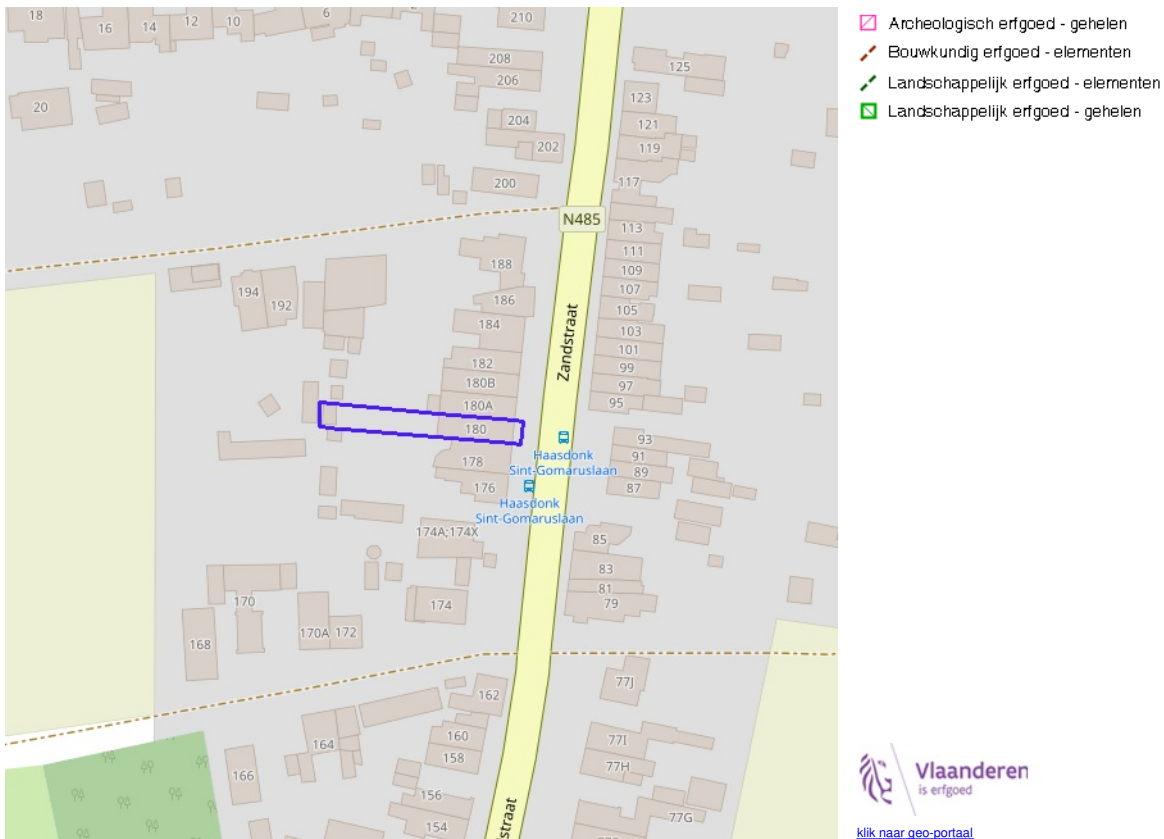 18
16
14
12
10
6
210
208
206
20
204
202
200
125
123
121
119
117
N485
113
111
109
107
105
103
101
99
97
95
188
186
184
182
180B
180A
180
178
176
194
192
Zandstraat
Haasdonk
Sint-Gomaruslaan
Haasdonk
Sint-Gomaruslaan
93
91
89
87
85
83
81
79
174A;174X
174
170
170A
172
168
162
160
158
156
154
164
166
77J
77I
77H
77G
straat
Archeologisch erfgoed - gehelen
Bouwkundig erfgoed - elementen
Landschappelijk erfgoed - elementen
Landschappelijk erfgoed - gehelen
Vlaanderen
is erfgoed
klik naar geo-portaal